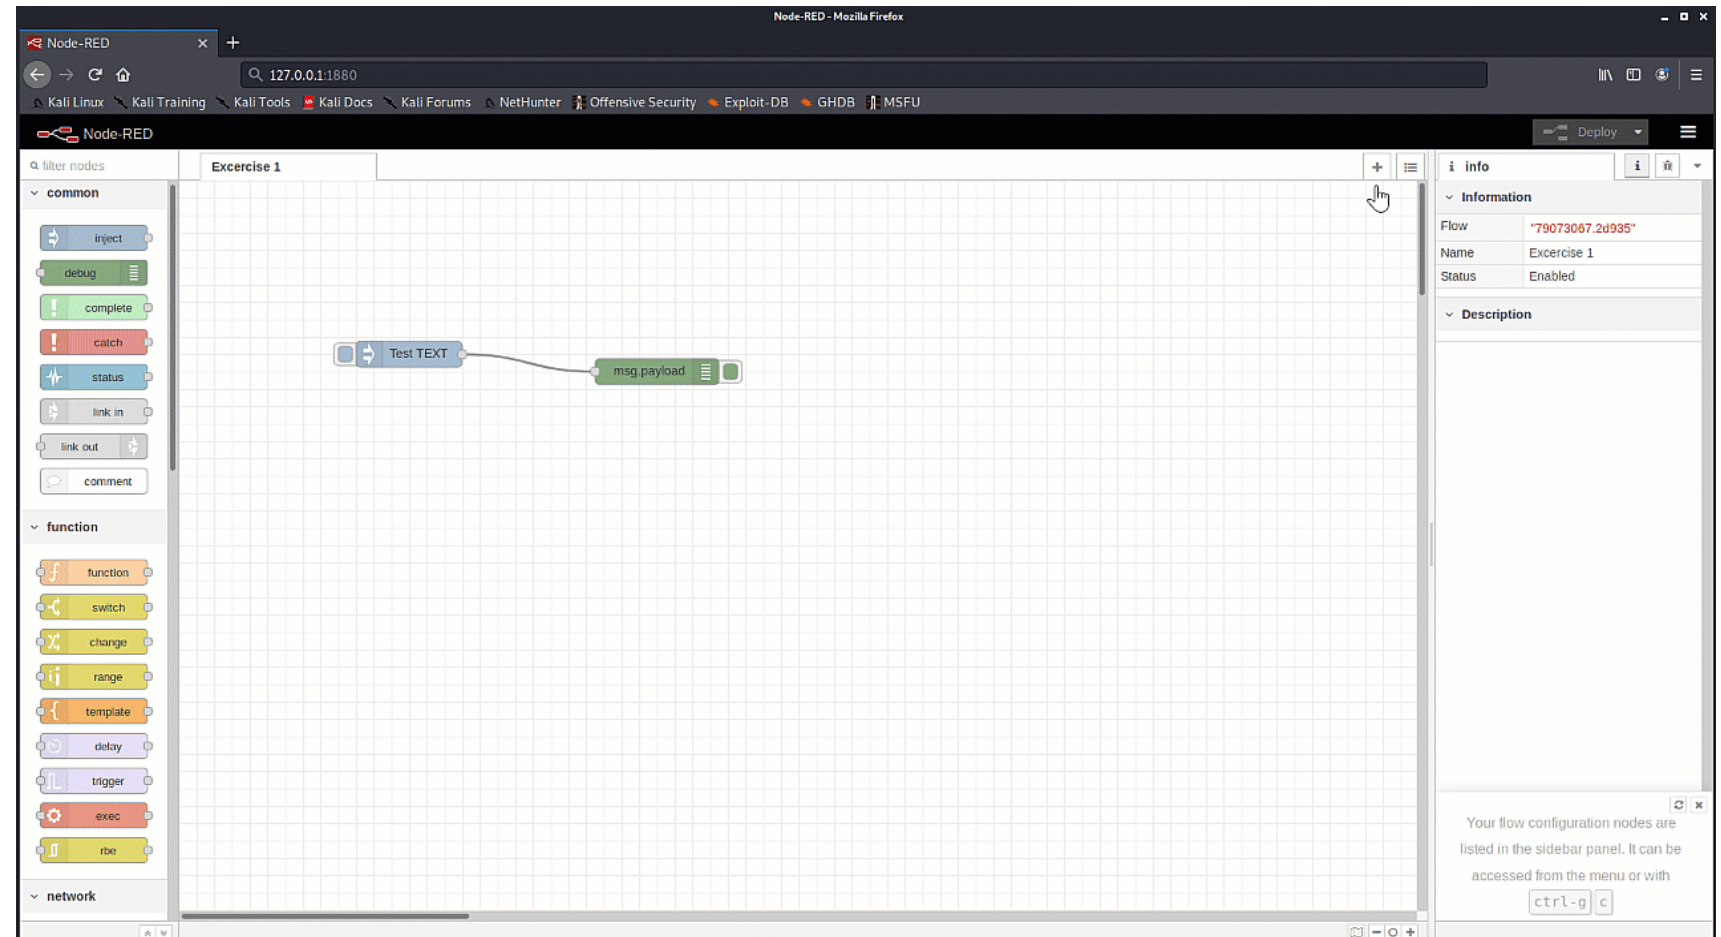 Node-RED - Mozilla Firefox
Node-RED
127.0.0.1:1880
Kali Linux Kali Training Kali Tools Kali Docs Kali Forums NetHunter Offensive Security Exploit-DB GHDB MSFU
Node-RED
Deploy
filter nodes
Excercise 1
i info
common
inject
debug
complete
catch
status
link in
link out
comment
function
function
switch
change
range
template
delay
trigger
exec
rbe
network
Test TEXT
msg.payload
Information
Flow "79073067.2d935"
Name Excercise 1
Status Enabled
Description
Your flow configuration nodes are
listed in the sidebar panel. It can be
accessed from the menu or with
ctrl-g c